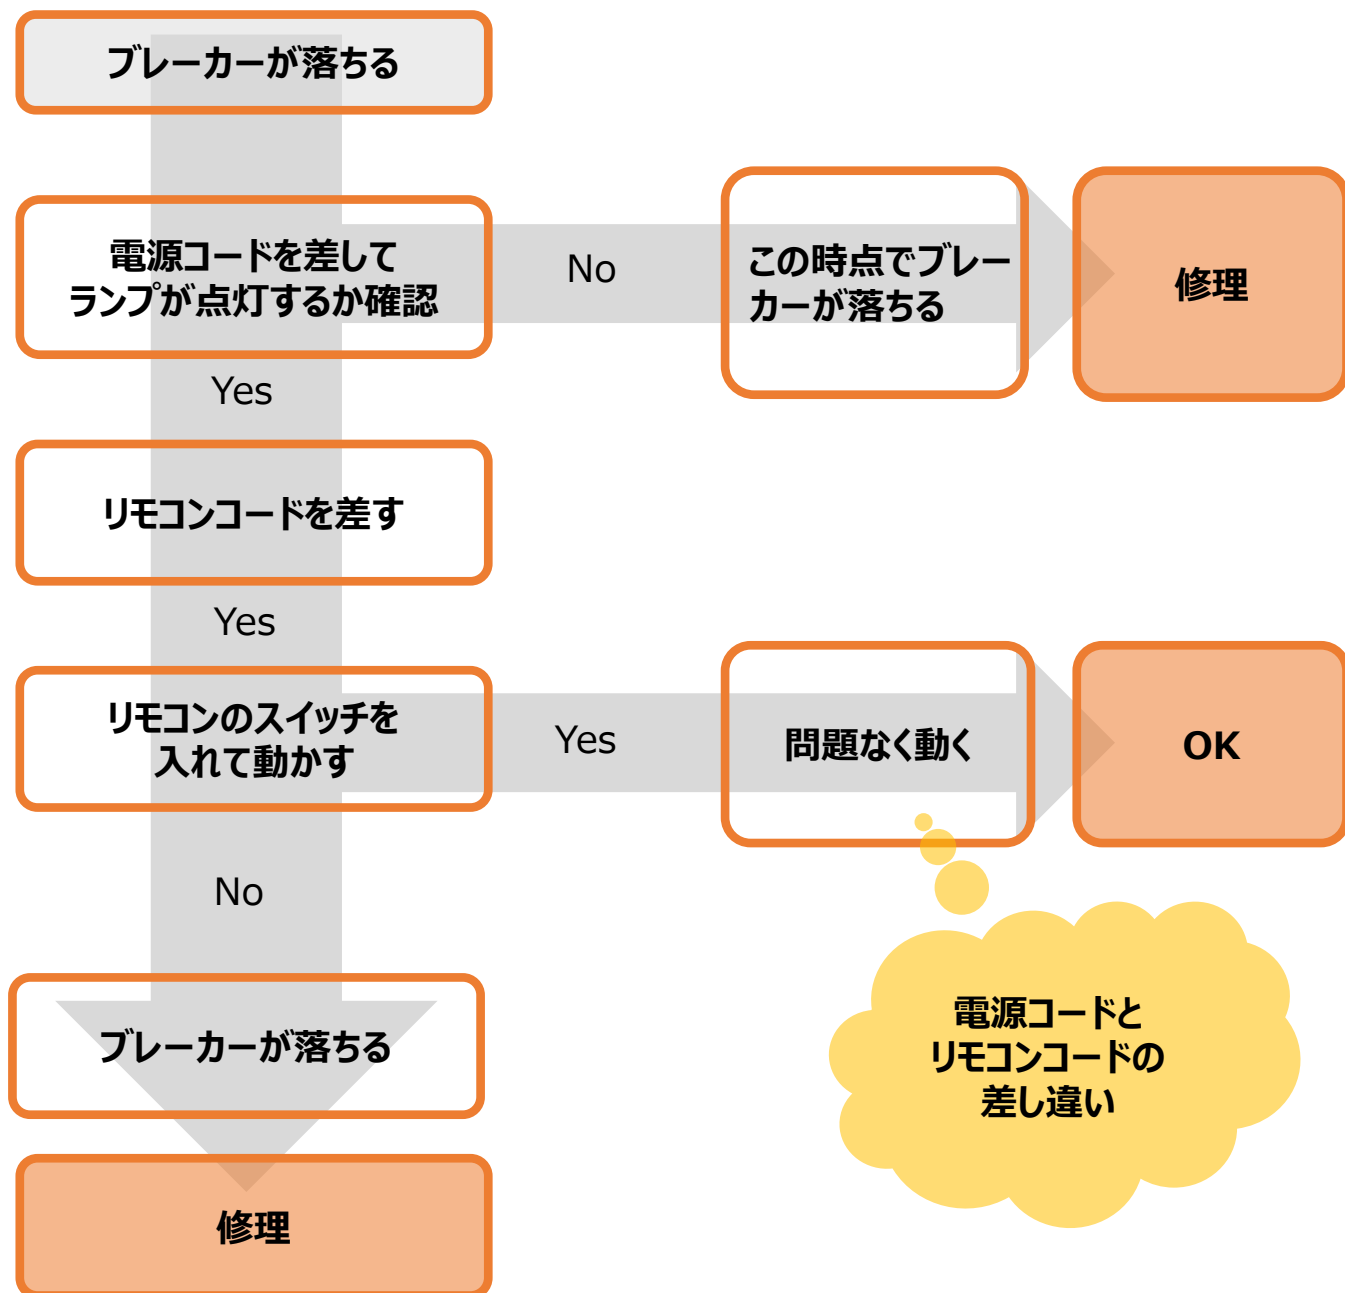 ブレーカーが落ちる
電源コードを差して
ランプが点灯するか確認
No
この時点でブレー
カーが落ちる
修理
Yes
リモコンコードを差す
Yes
リモコンのスイッチを
入れて動かす
Yes
問題なく動く
OK
No
電源コードと
リモコンコードの
差し違い
ブレーカーが落ちる
修理